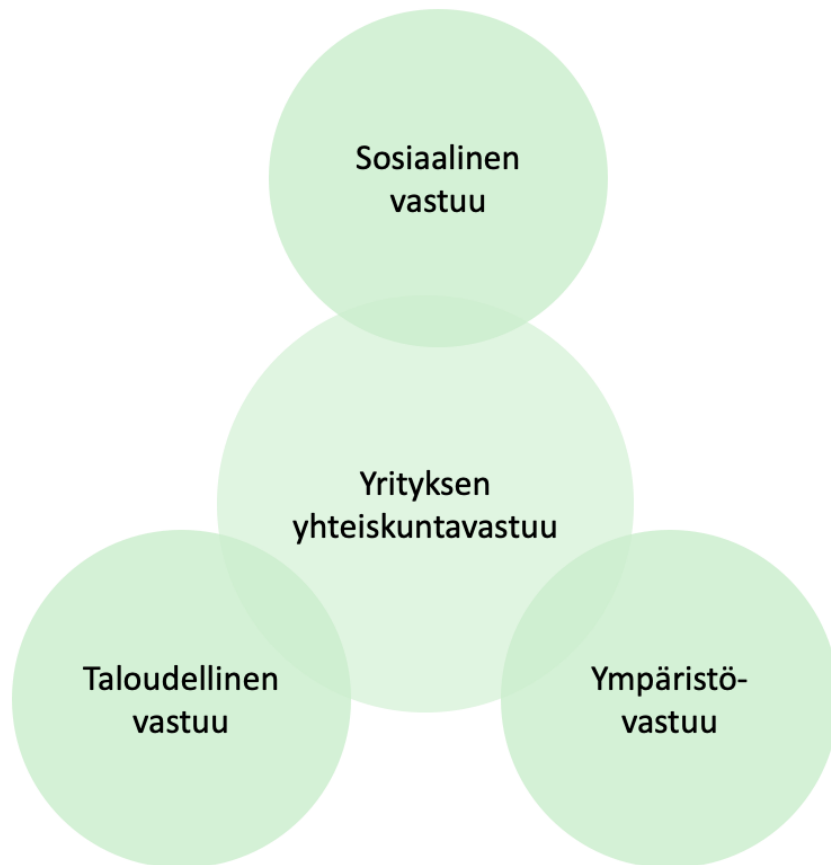 Sosiaalinen
vastuu
Yrityksen
yhteiskuntavastuu
Taloudellinen
vastuu
Ympäristö-
vastuu